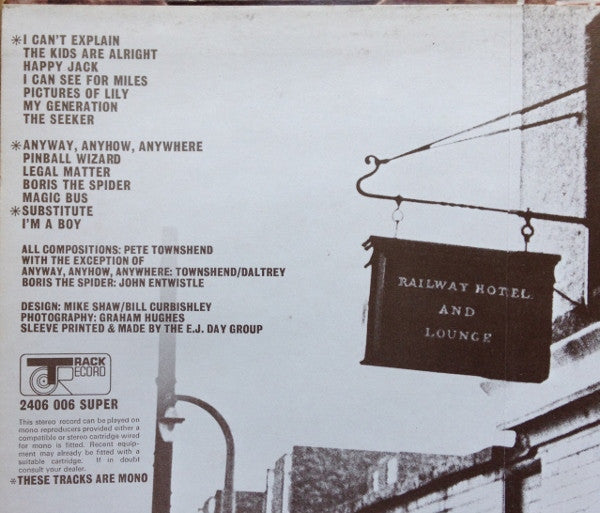 *I CAN'T EXPLAIN
THE KIDS ARE ALRIGHT
HAPPY JACK
I CAN SEE FOR MILES
PICTURES OF LILY
MY GENERATION
THE SEEKER
*ANYWAY, ANYHOW, ANYWHERE
PINBALL WIZARD
LEGAL MATTER
BORIS THE SPIDER
MAGIC BUS
*SUBSTITUTE
I'M A BOY
ALL COMPOSITIONS: PETE TOWNSHEND
WITH THE EXCEPTION OF
ANYWAY, ANYHOW, ANYWHERE: TOWNSHEND/DALTREY
BORIS THE SPIDER: JOHN ENTWISTLE
DESIGN: MIKE SHAW/BILL CURBISHLEY
PHOTOGRAPHY: GRAHAM HUGHES
SLEEVE PRINTED & MADE BY THE E.J. DAY GROUP
TRACK
RECORD
2406 006 SUPER
This stereo record can be played on
mono reproducers provided either a
compatible or stereo cartridge wired
for mono is fitted. Recent equip-
ment may already be fitted with a
suitable cartridge. If in doubt
consult your dealer.
*THESE TRACKS ARE MONO
RAILWAY HOTEL
AND
LOUNGE